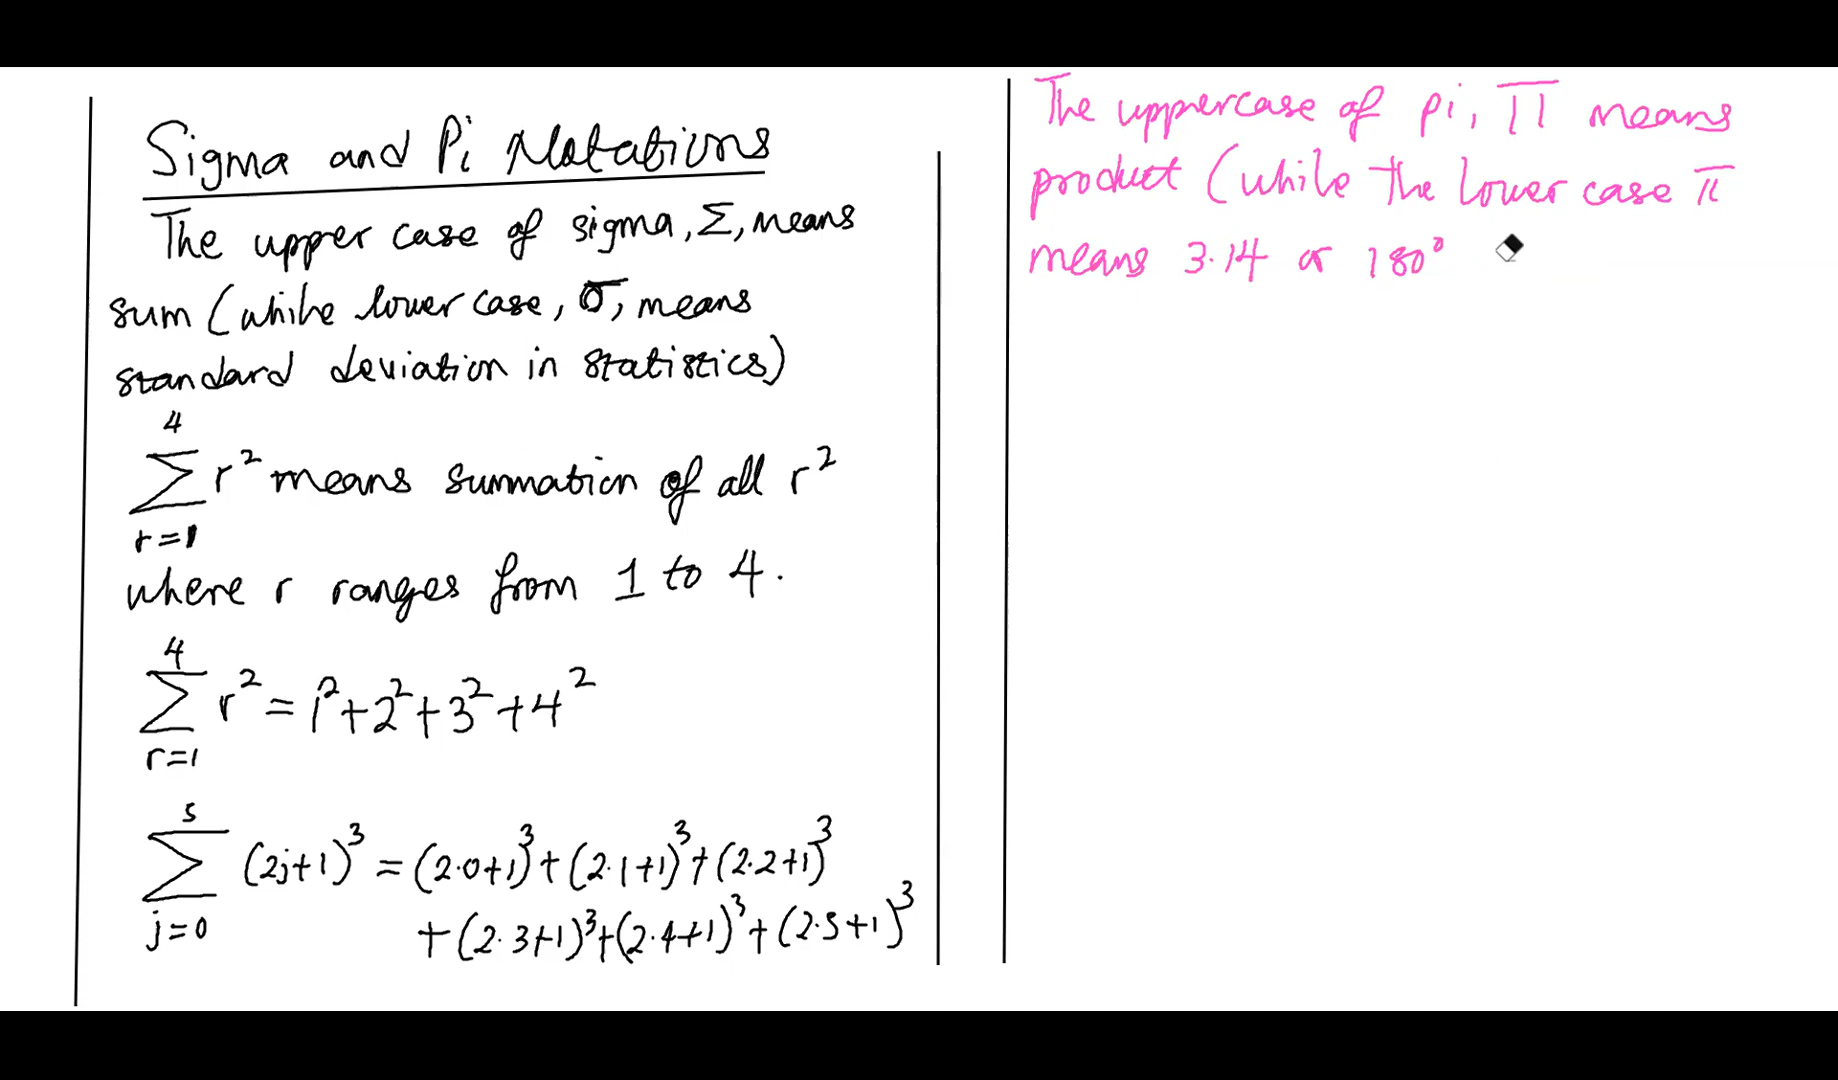 Sigma and Pi Notations
The upper case of sigma, Σ, means
sum (while lower case, σ, means
standard deviation in statistics)
4
∑ r² means summation of all r²
r=1
where r ranges from 1 to 4.
4
∑ r² = 1² + 2² + 3² + 4²
r=1
5
∑ (2j+1)³ = (2·0+1)³ + (2·1+1)³ + (2·2+1)³
j=0
+ (2·3+1)³ + (2·4+1)³ + (2·5+1)³
The uppercase of pi, Π means
product (while the lower case π
means 3.14 or 180°